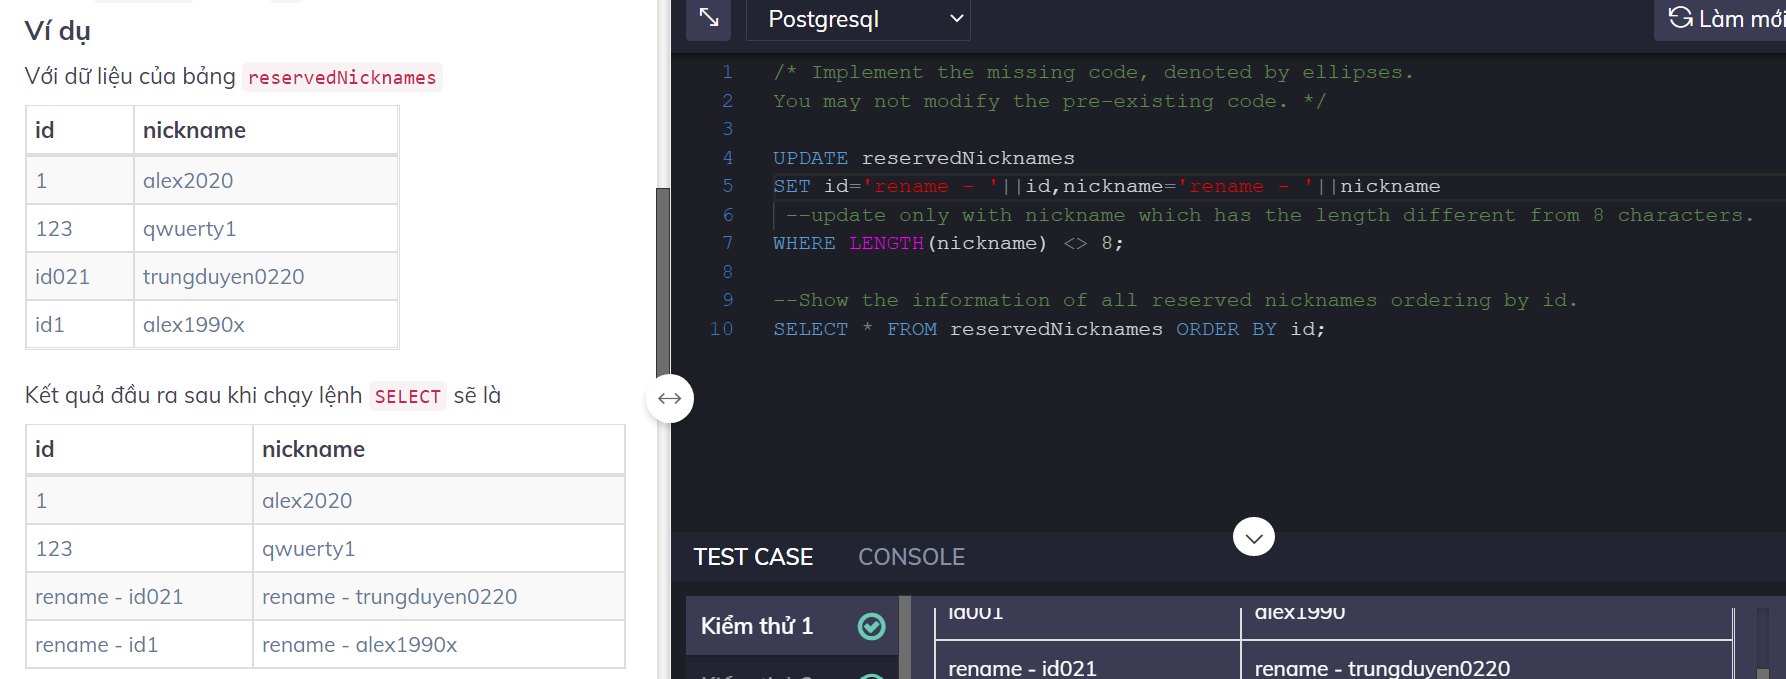 Ví dụ
Với dữ liệu của bảng reservedNicknames
id nickname
1 alex2020
123 qwuerty1
id021 trungduyen0220
id1 alex1990x
Kết quả đầu ra sau khi chạy lệnh SELECT sẽ là
id nickname
1 alex2020
123 qwuerty1
rename - id021 rename - trungduyen0220
rename - id1 rename - alex1990x
Postgresql
Làm mới
1 /* Implement the missing code, denoted by ellipses.
2 You may not modify the pre-existing code. */
3
4 UPDATE reservedNicknames
5 SET id='rename - '||id,nickname='rename - '||nickname
6 --update only with nickname which has the length different from 8 characters.
7 WHERE LENGTH(nickname) <> 8;
8
9 --Show the information of all reserved nicknames ordering by id.
10 SELECT * FROM reservedNicknames ORDER BY id;
TEST CASE CONSOLE
Kiểm thử 1
id001 alex1990
rename - id021 rename - trungduyen0220